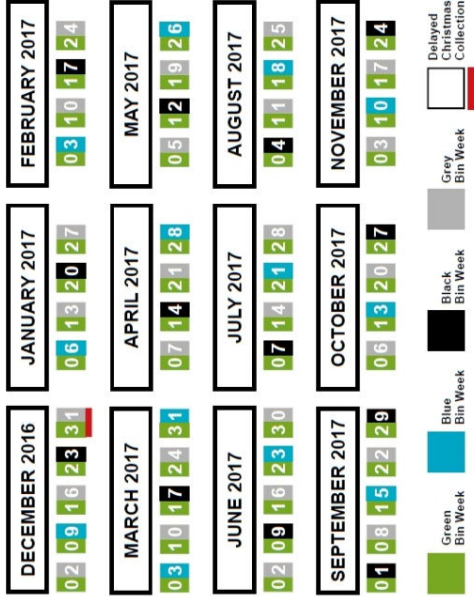 DECEMBER 2016
02 09 16 23 31
JANUARY 2017
06 13 20 27
FEBRUARY 2017
03 10 17 24
MARCH 2017
03 10 17 24 31
APRIL 2017
07 14 21 28
MAY 2017
05 12 19 26
JUNE 2017
02 09 16 23 30
JULY 2017
07 14 21 28
AUGUST 2017
04 11 18 25
SEPTEMBER 2017
01 08 15 22 29
OCTOBER 2017
06 13 20 27
NOVEMBER 2017
03 10 17 24
Green
Bin Week
Blue
Bin Week
Black
Bin Week
Grey
Bin Week
Delayed
Christmas
Collection